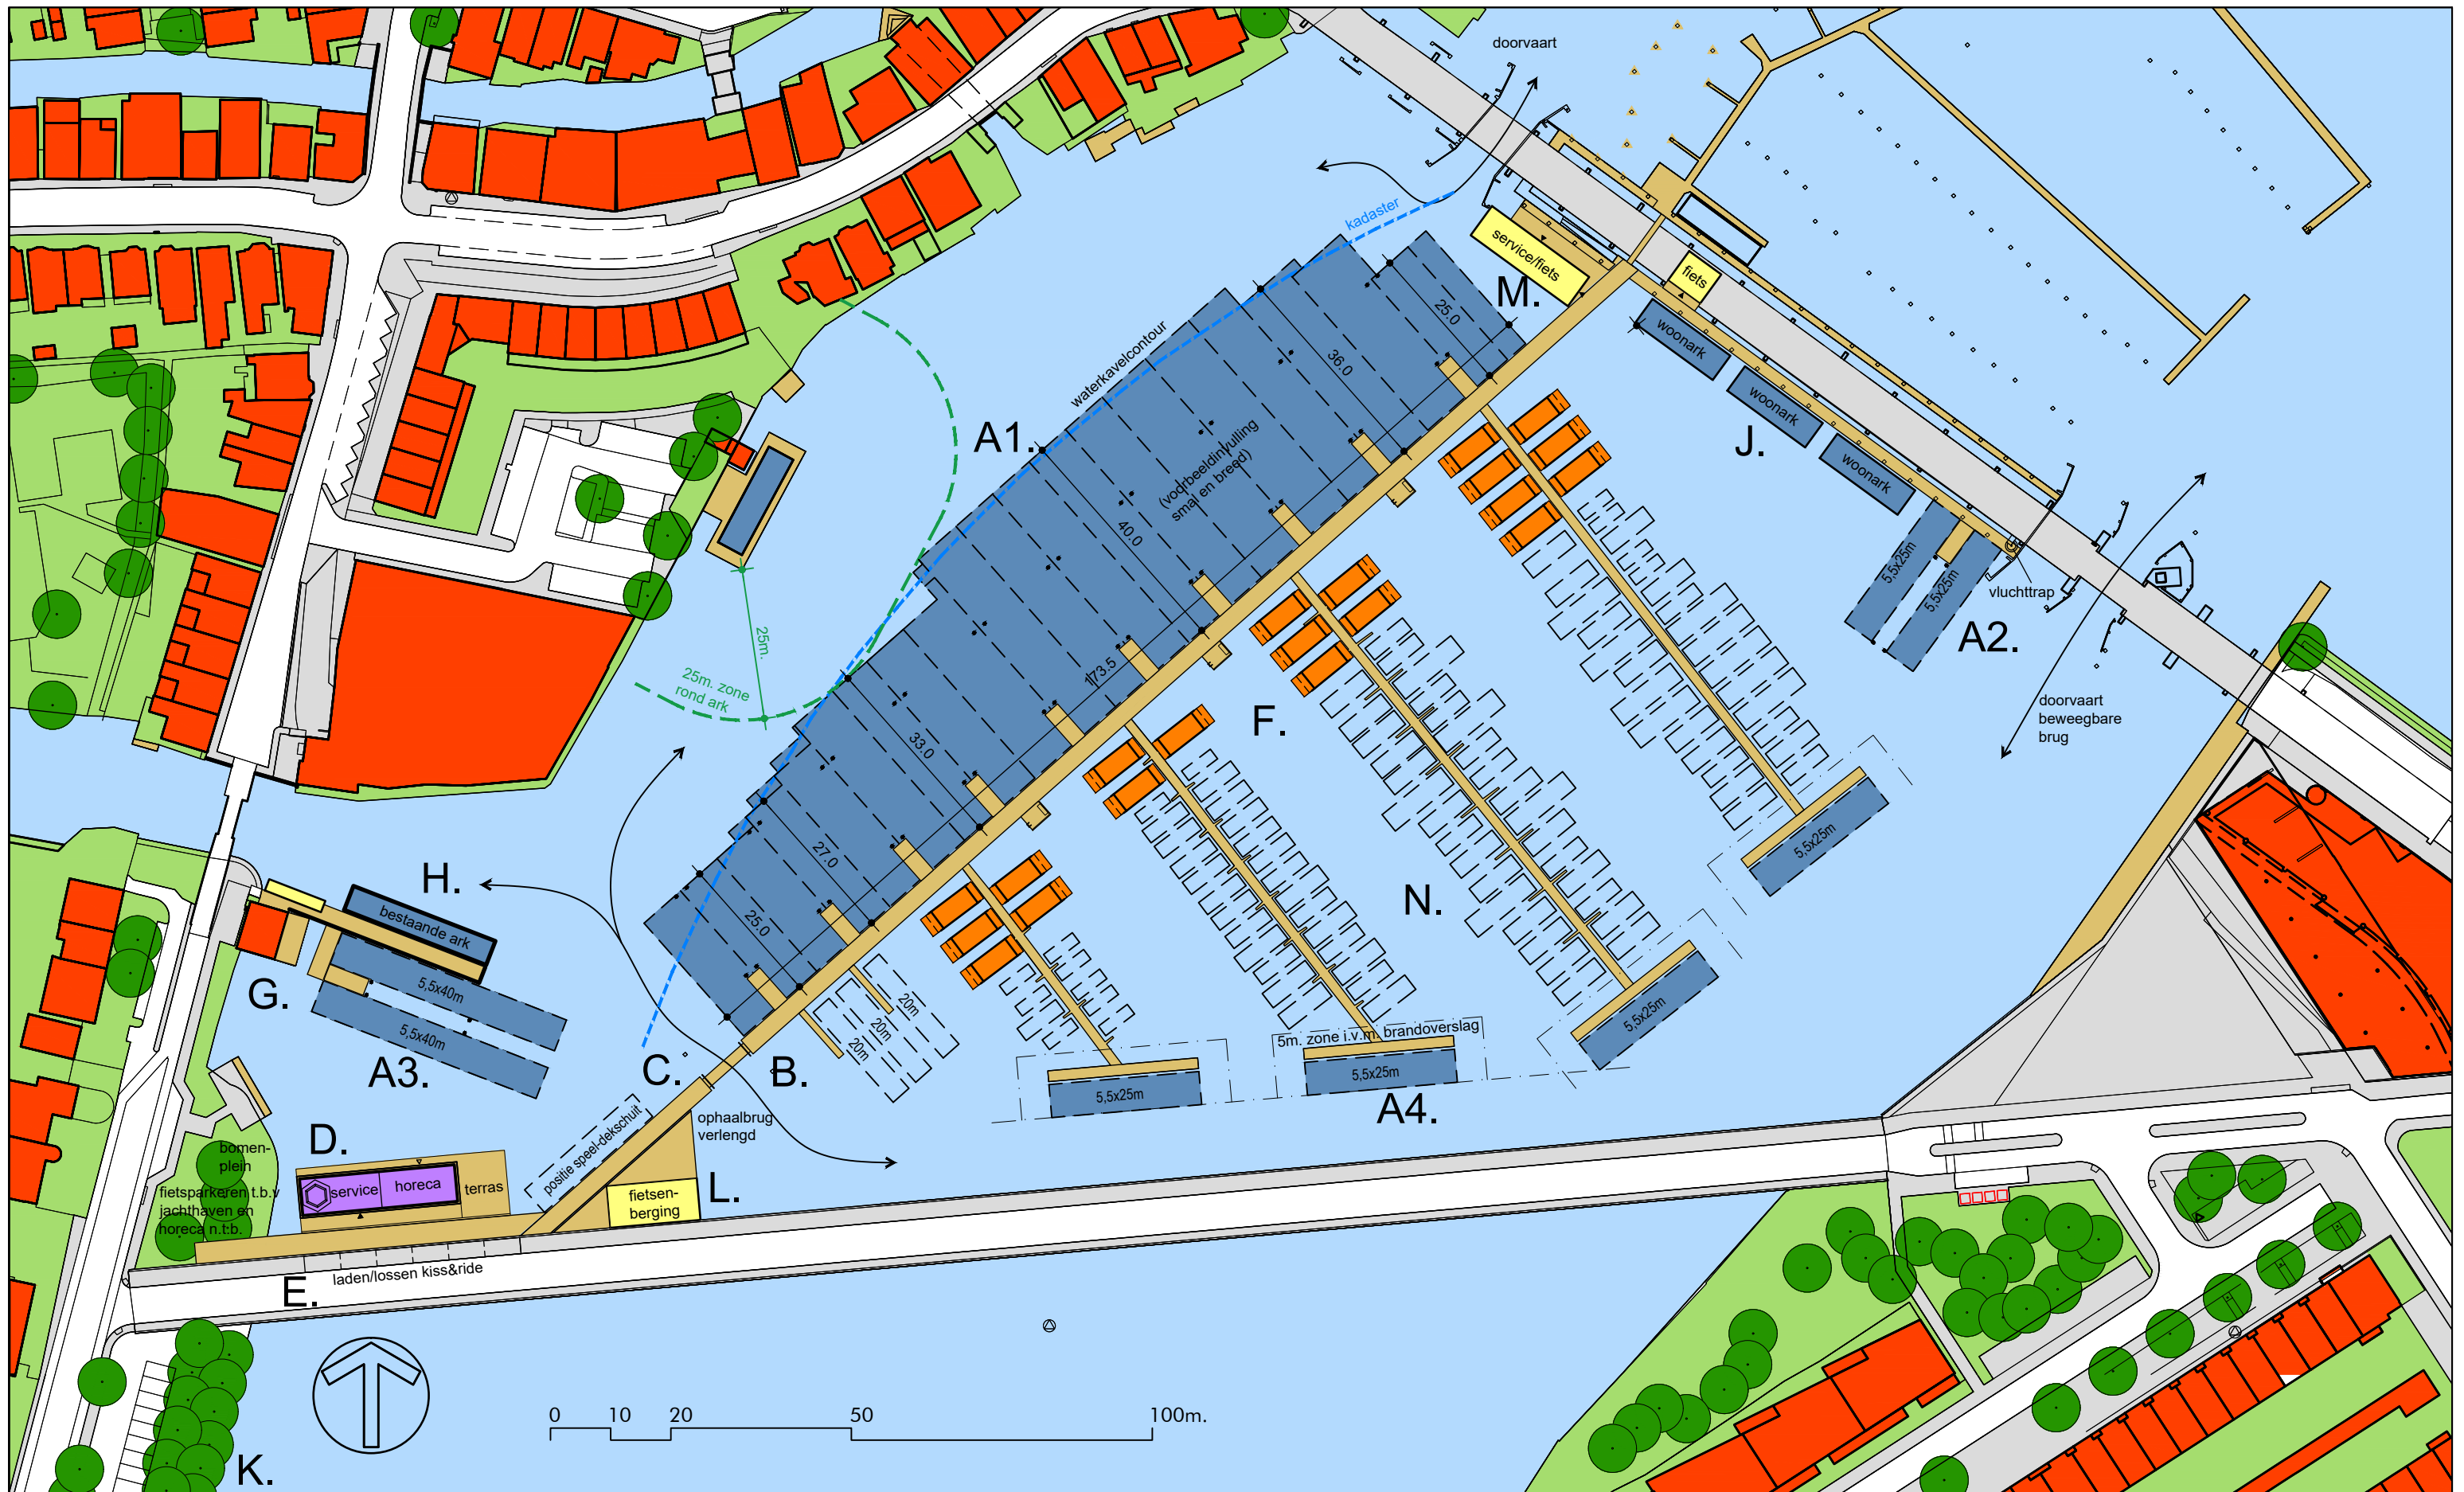 doorvaart
kadaster
service/fiets
fiets
M.
25.0
36.0
woonark
woonark
woonark
J.
waterkavelcontour
A1.
(voorbeeldinvulling
smal en breed)
40.0
5,5x25m
5,5x25m
vluchttrap
A2.
25m.
25m. zone
rond ark
173.5
33.0
F.
doorvaart
beweegbare
brug
27.0
5,5x25m
H.
N.
bestaande ark
25.0
G.
5,5x40m
5,5x40m
20m
20m
20m
5,5x25m
5m. zone i.v.m. brandoverslag
A3.
C.
B.
5,5x25m
5,5x25m
A4.
D.
ophaalbrug
verlengd
positie speel-dekschuit
bomen-
plein
fietsparkeren t.b.v
jachthaven en
horeca n.t.b.
service
horeca
terras
fietsen-
berging
L.
E.
laden/lossen kiss&ride
0
10
20
50
100m.
K.